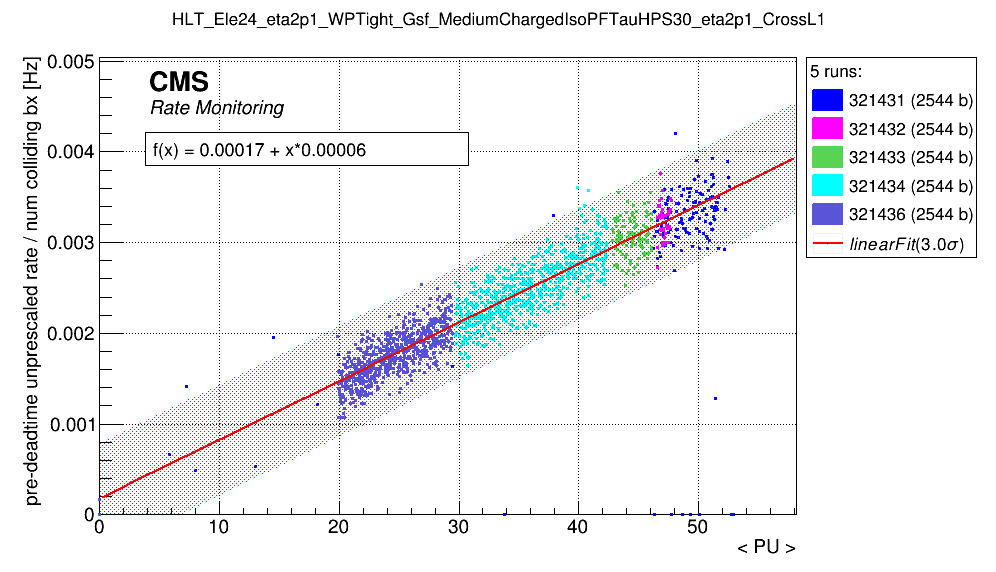 HLT_Ele24_eta2p1_WPTight_Gsf_MediumChargedIsoPFTauHPS30_eta2p1_CrossL1
pre-deadtime unprescaled rate / num colliding bx [Hz]
0.005
0.004
0.003
0.002
0.001
0
CMS
Rate Monitoring
f(x) = 0.00017 + x*0.00006
0 10 20 30 40 50
< PU >
5 runs:
321431 (2544 b)
321432 (2544 b)
321433 (2544 b)
321434 (2544 b)
321436 (2544 b)
linearFit(3.0σ)